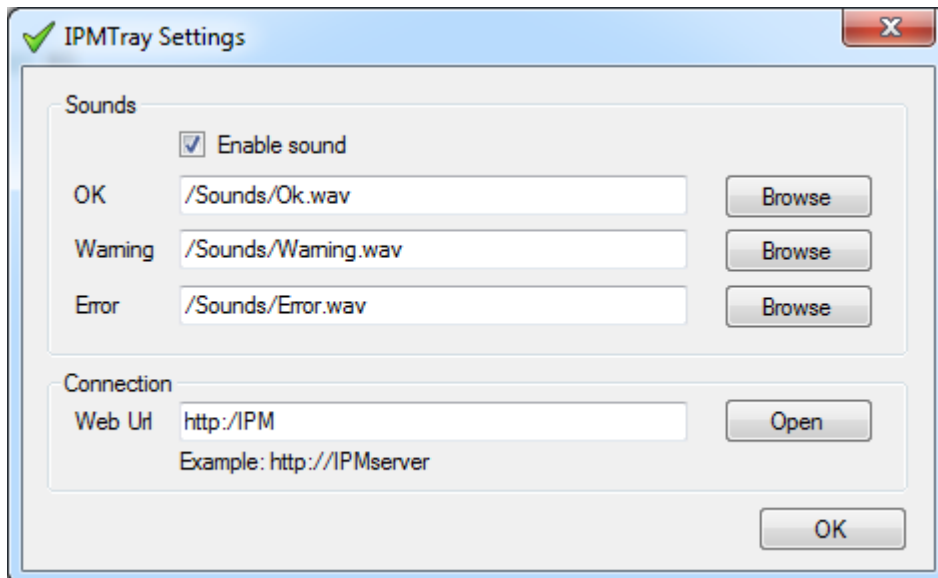 IPMTray Settings
Sounds
Enable sound
OK /Sounds/Ok.wav Browse
Warning /Sounds/Warning.wav Browse
Error /Sounds/Error.wav Browse
Connection
Web Url http:/IPM Open
Example: http://IPMserver
OK